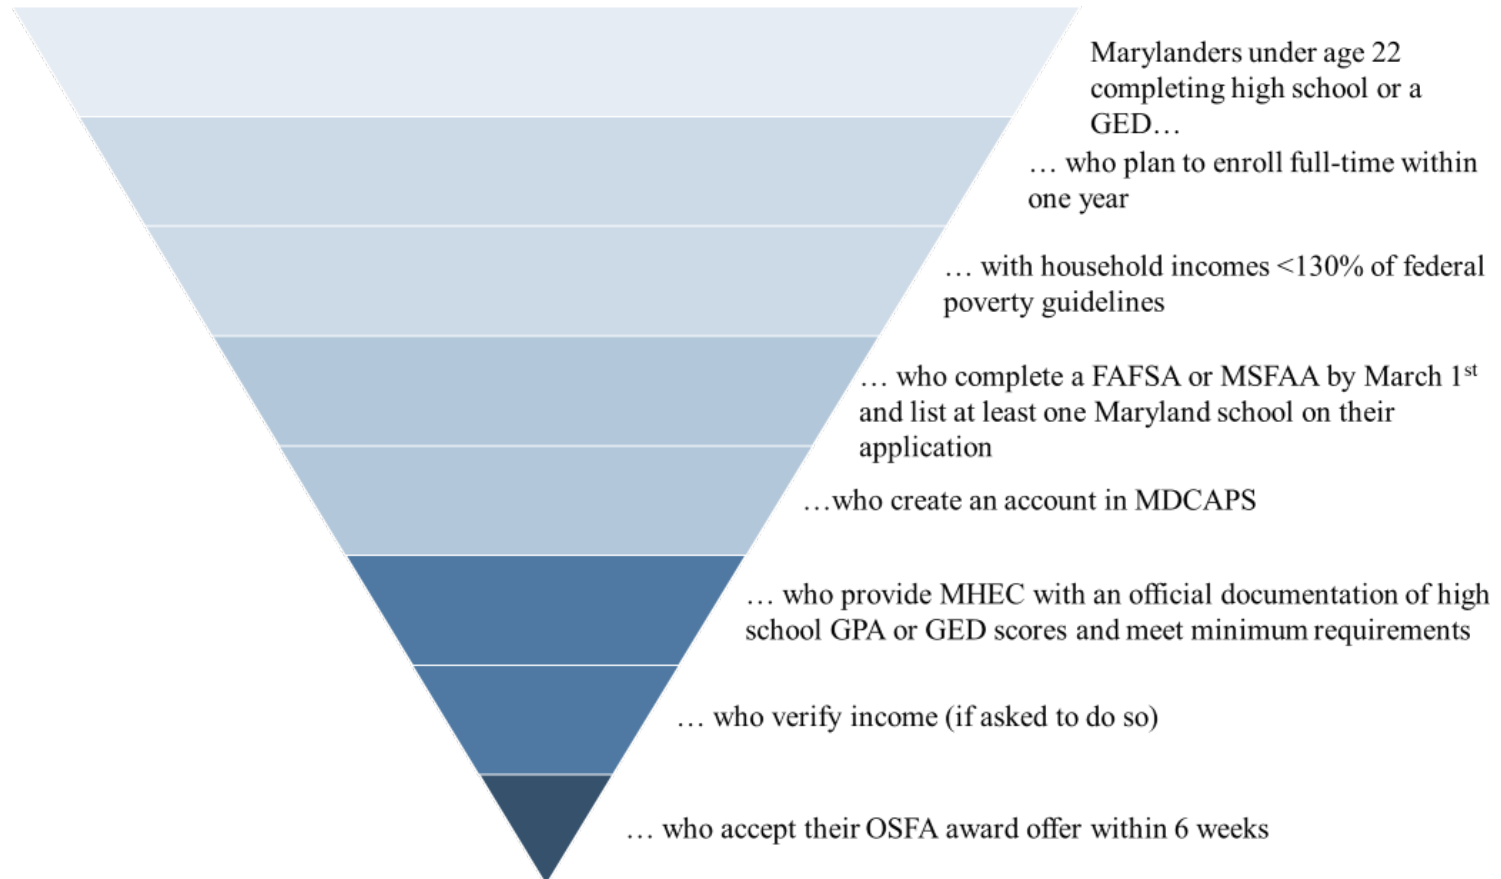 Marylanders under age 22
completing high school or a
GED…
… who plan to enroll full-time within
one year
… with household incomes <130% of federal
poverty guidelines
… who complete a FAFSA or MSFAA by March 1st
and list at least one Maryland school on their
application
…who create an account in MDCAPS
… who provide MHEC with an official documentation of high
school GPA or GED scores and meet minimum requirements
… who verify income (if asked to do so)
… who accept their OSFA award offer within 6 weeks